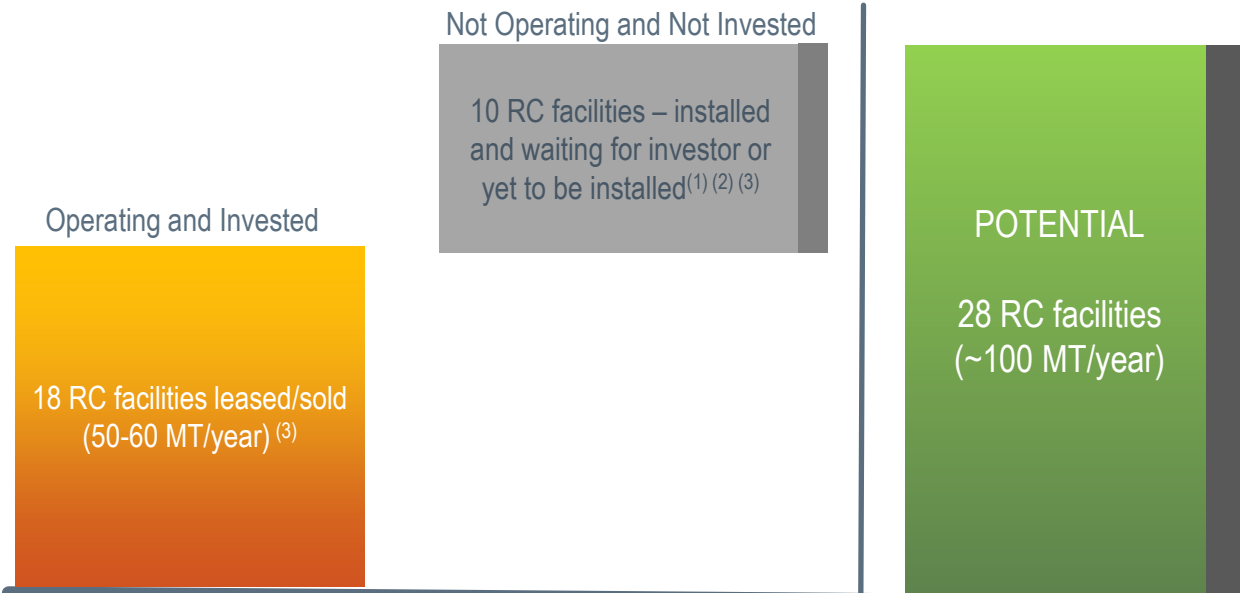 Not Operating and Not Invested
10 RC facilities – installed
and waiting for investor or
yet to be installed(1) (2) (3)
Operating and Invested
18 RC facilities leased/sold
(50-60 MT/year) (3)
POTENTIAL
28 RC facilities
(~100 MT/year)